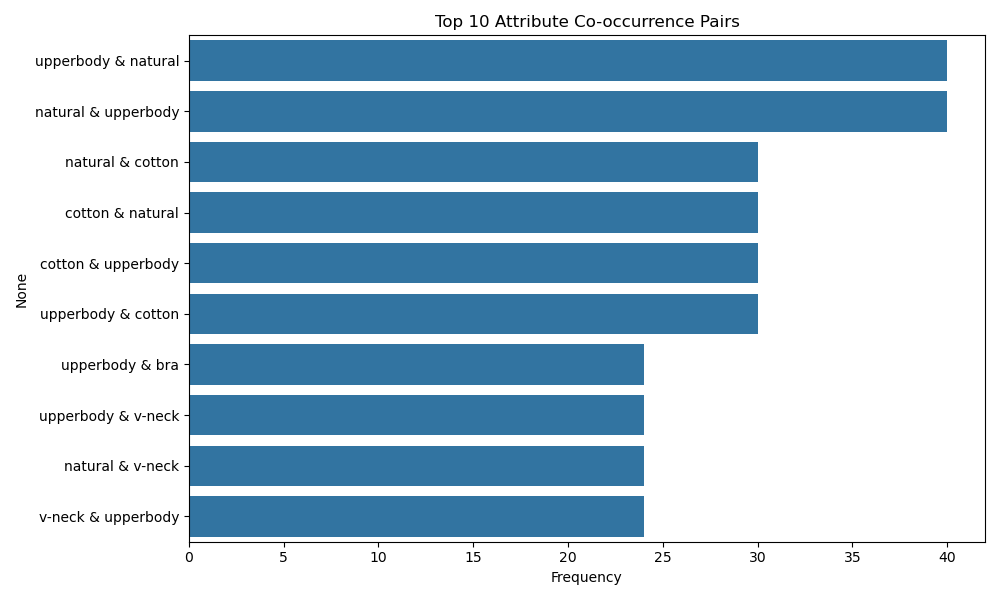 Top 10 Attribute Co-occurrence Pairs
upperbody & natural
natural & upperbody
natural & cotton
cotton & natural
cotton & upperbody
upperbody & cotton
upperbody & bra
upperbody & v-neck
natural & v-neck
v-neck & upperbody
None
0 5 10 15 20 25 30 35 40
Frequency